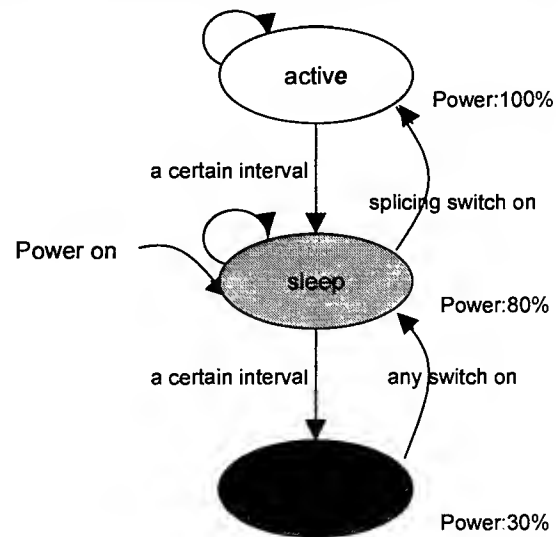 active
Power:100%
a certain interval
splicing switch on
Power on
sleep
Power:80%
a certain interval
any switch on
Power:30%